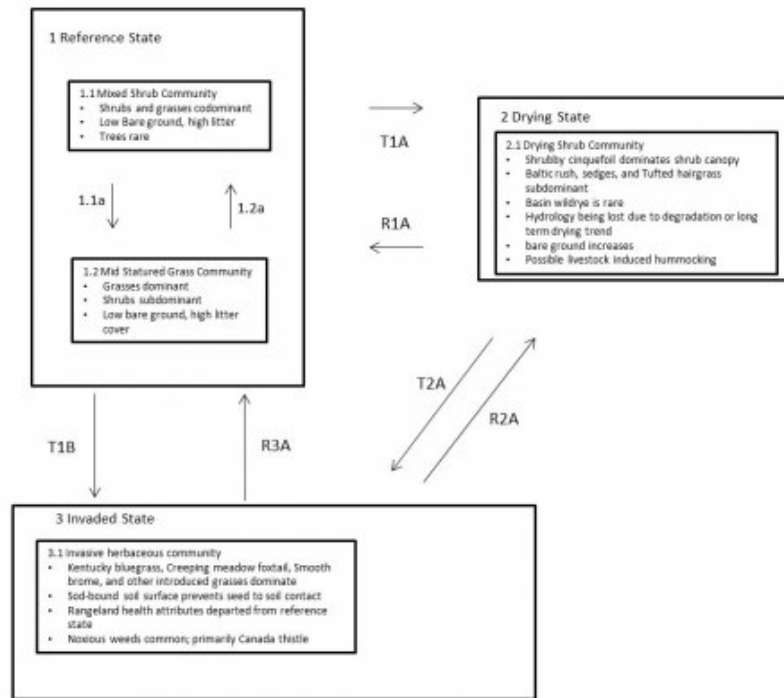 1 Reference State
1.1 Mixed Shrub Community
• Shrubs and grasses codominant
• Low Bare ground, high litter
• Trees rare
1.1a
1.2a
1.2 Mid Statured Grass Community
• Grasses dominant
• Shrubs subdominant
• Low bare ground, high litter
cover
T1A
R1A
2 Drying State
2.1 Drying Shrub Community
• Shrubby cinquefoil dominates shrub canopy
• Baltic rush, sedges, and Tufted hairgrass
subdominant
• Basin wildrye is rare
• Hydrology being lost due to degradation or long
term drying trend
• bare ground increases
• Possible livestock induced hummocking
T2A
R2A
T1B
R3A
3 Invaded State
3.1 Invasive herbaceous community
• Kentucky bluegrass, Creeping meadow foxtail, Smooth
brome, and other introduced grasses dominate
• Sod-bound soil surface prevents seed to soil contact
• Rangeland health attributes departed from reference
state
• Noxious weeds common; primarily Canada thistle